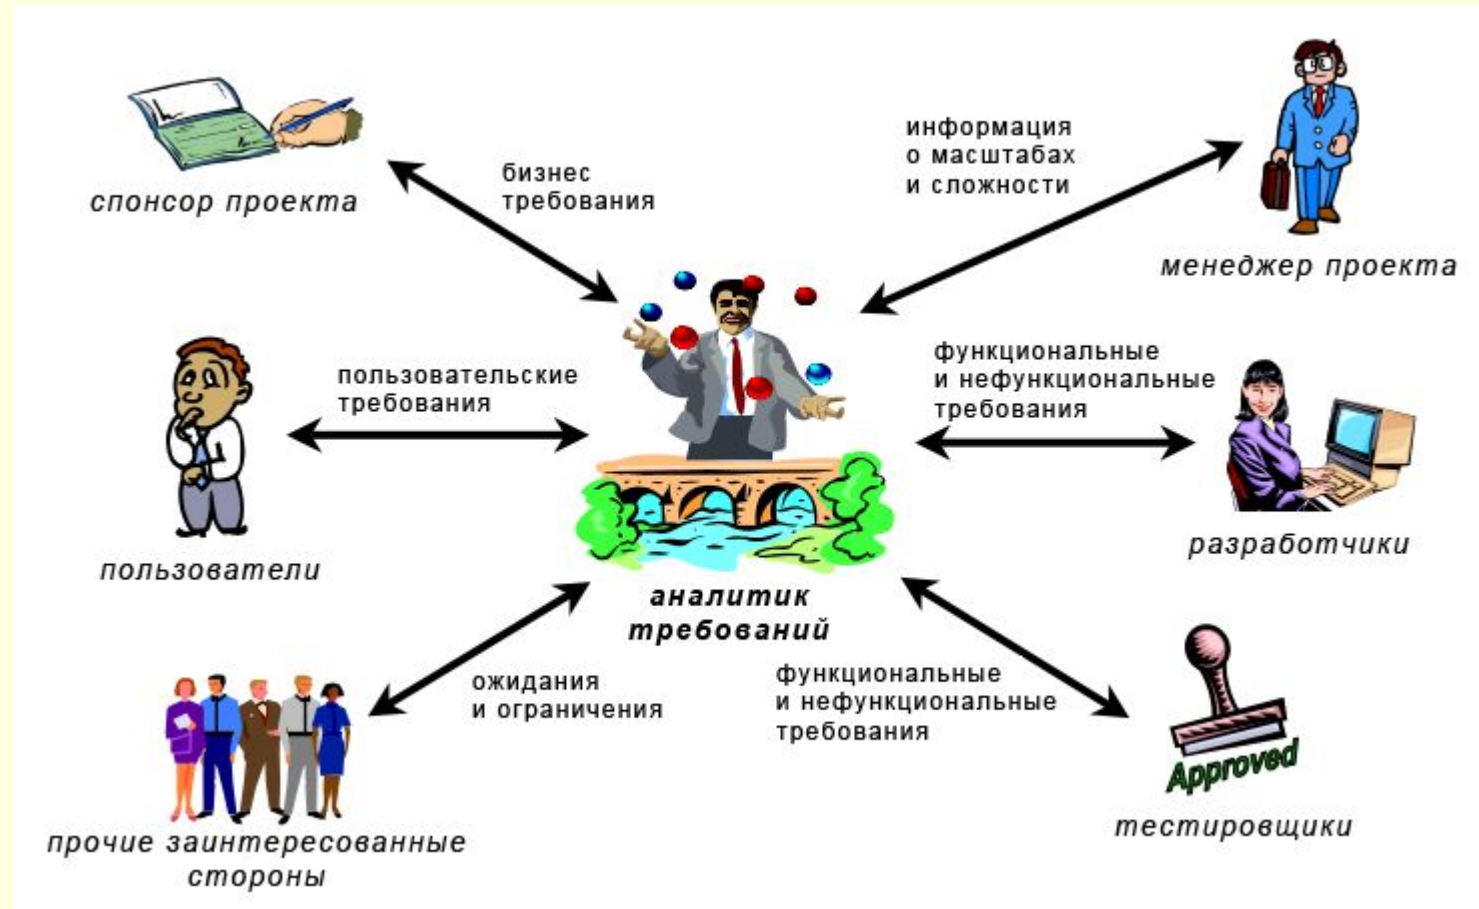 спонсор проекта
бизнес
требования
информация
о масштабах
и сложности
менеджер проекта
пользовательские
требования
пользователи
функциональные
и нефункциональные
требования
разработчики
аналитик
требований
ожидания
и ограничения
прочие заинтересованные
стороны
функциональные
и нефункциональные
требования
Approved
тестировщики